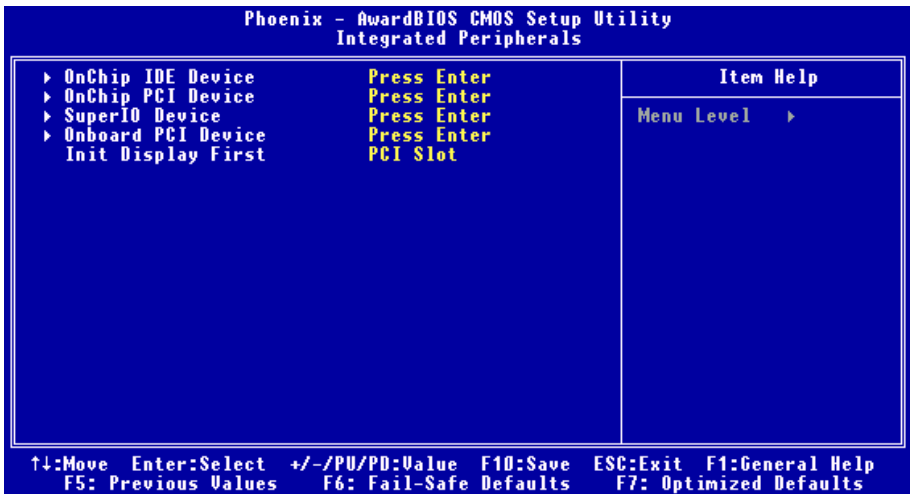 Phoenix - AwardBIOS CMOS Setup Utility
Integrated Peripherals
▸ OnChip IDE Device Press Enter
▸ OnChip PCI Device Press Enter
▸ SuperIO Device Press Enter
▸ Onboard PCI Device Press Enter
Init Display First PCI Slot
Item Help
Menu Level ▸
↑↓:Move Enter:Select +/-/PU/PD:Value F10:Save ESC:Exit F1:General Help
F5: Previous Values F6: Fail-Safe Defaults F7: Optimized Defaults